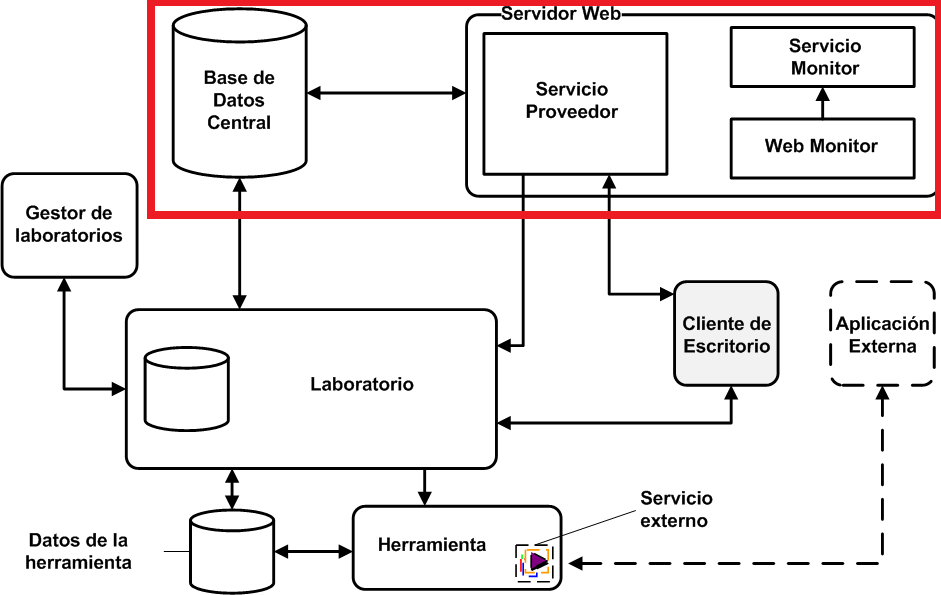 Servidor Web
Base de
Datos
Central
Servicio
Proveedor
Servicio
Monitor
Web Monitor
Gestor de
laboratorios
Cliente de
Escritorio
Aplicación
Externa
Laboratorio
Servicio
externo
Datos de la
herramienta
Herramienta